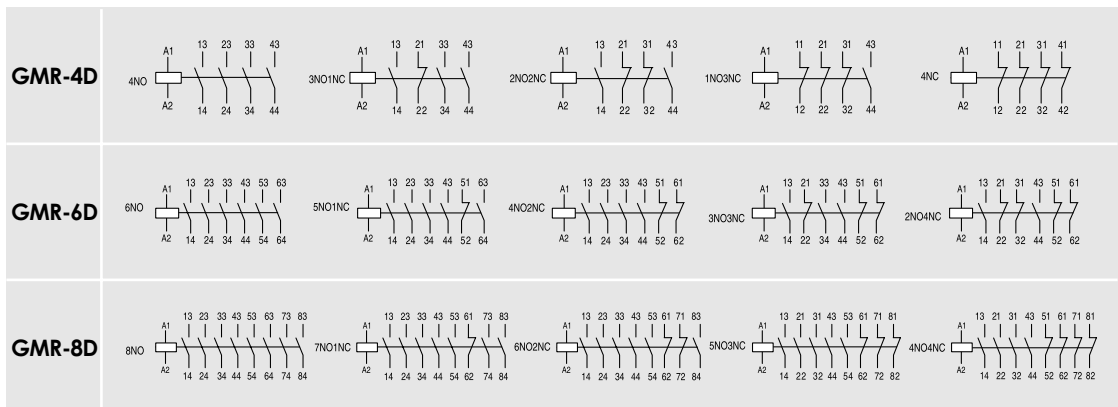 GMR-4D
A1 13 23 33 43
4NO
A2 14 24 34 44
A1 13 21 33 43
3NO1NC
A2 14 22 34 44
A1 13 21 31 43
2NO2NC
A2 14 22 32 44
A1 11 21 31 43
1NO3NC
A2 12 22 32 44
A1 11 21 31 41
4NC
A2 12 22 32 42
GMR-6D
A1 13 23 33 43 53 63
6NO
A2 14 24 34 44 54 64
A1 13 23 33 43 51 63
5NO1NC
A2 14 24 34 44 52 64
A1 13 23 33 43 51 61
4NO2NC
A2 14 24 34 44 52 62
A1 13 21 33 43 51 61
3NO3NC
A2 14 22 34 44 52 62
A1 13 21 31 43 51 61
2NO4NC
A2 14 22 32 44 52 62
GMR-8D
A1 13 23 33 43 53 63 73 83
8NO
A2 14 24 34 44 54 64 74 84
A1 13 23 33 43 53 61 73 83
7NO1NC
A2 14 24 34 44 54 62 74 84
A1 13 23 33 43 53 61 71 83
6NO2NC
A2 14 24 34 44 54 62 72 84
A1 13 21 31 43 53 61 71 81
5NO3NC
A2 14 22 32 44 54 62 72 82
A1 13 21 31 43 51 61 71 81
4NO4NC
A2 14 22 32 44 52 62 72 82